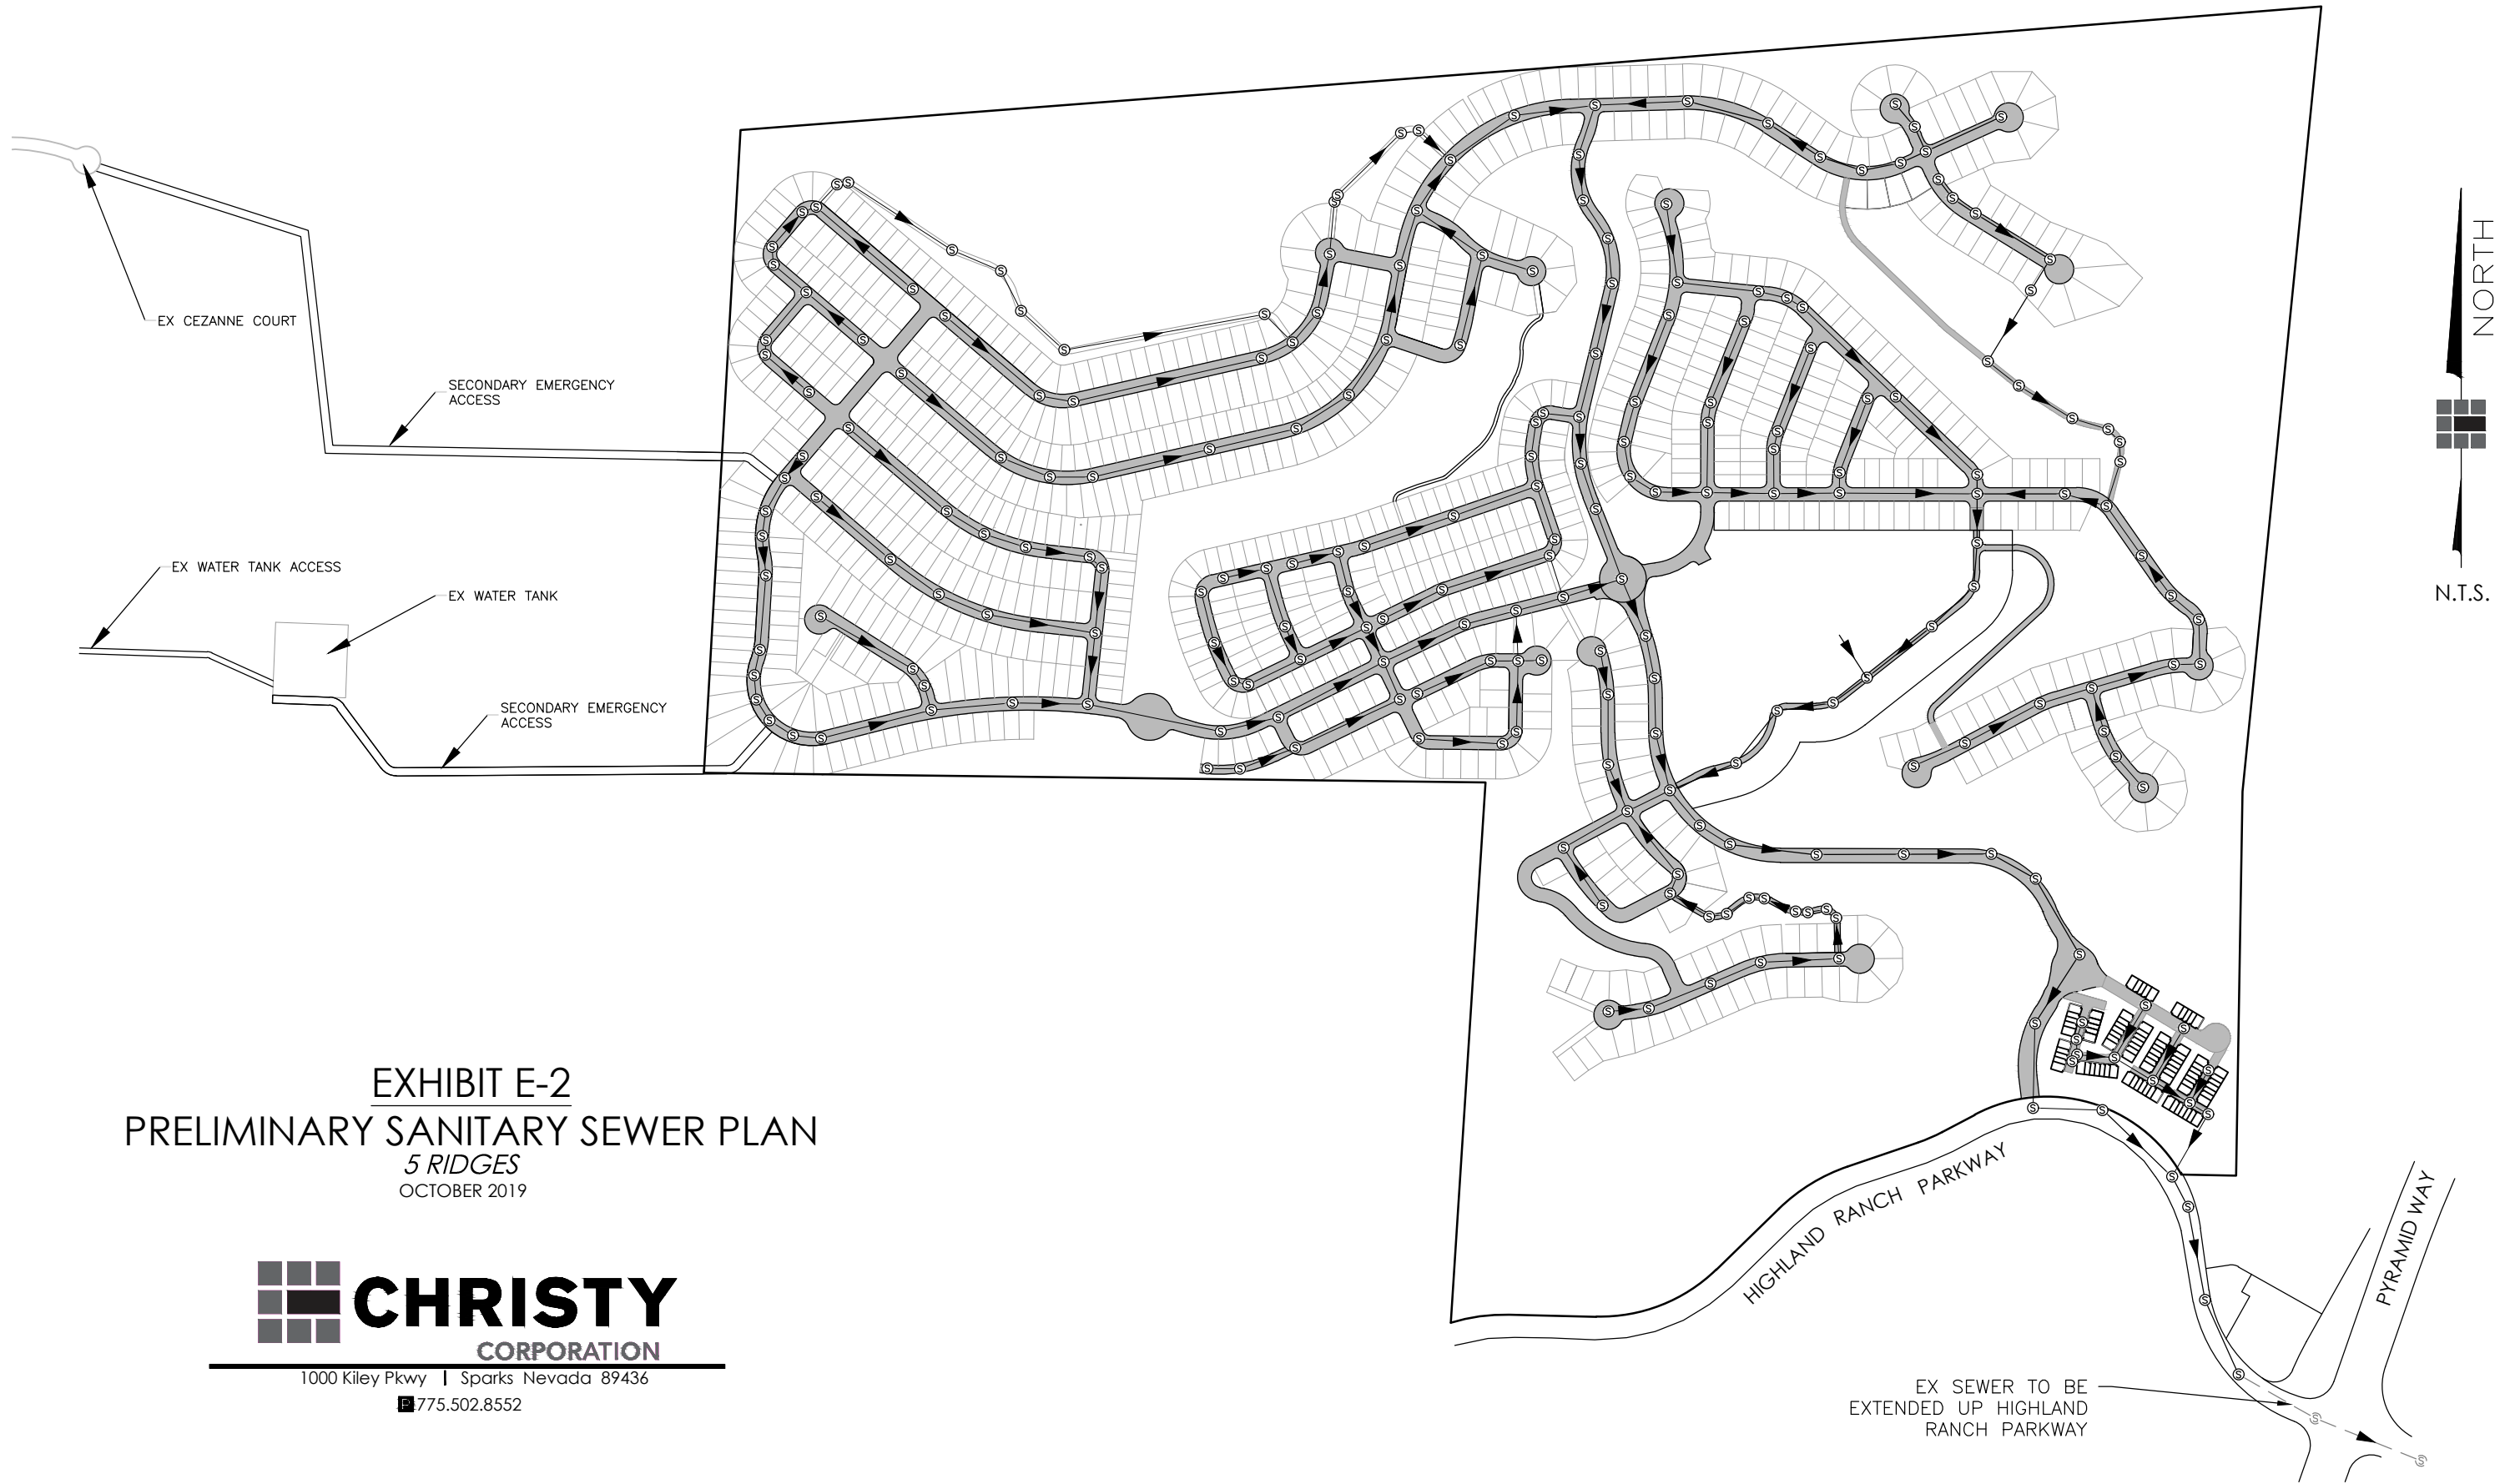 NORTH
N.T.S.
EX CEZANNE COURT
SECONDARY EMERGENCY
ACCESS
EX WATER TANK ACCESS
EX WATER TANK
SECONDARY EMERGENCY
ACCESS
EXHIBIT E-2
PRELIMINARY SANITARY SEWER PLAN
5 RIDGES
OCTOBER 2019
CHRISTY
CORPORATION
1000 Kiley Pkwy | Sparks Nevada 89436
P 775.502.8552
HIGHLAND RANCH PARKWAY
PYRAMID WAY
EX SEWER TO BE
EXTENDED UP HIGHLAND
RANCH PARKWAY